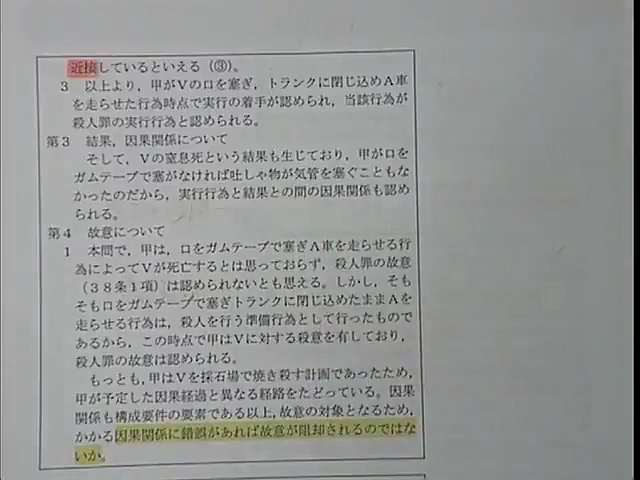 近接しているといえる(③)。
3 以上より，甲がVの口を塞ぎ，トランクに閉じ込めA車
を走らせた行為時点で実行の着手が認められ，当該行為が
殺人罪の実行行為と認められる。
第3 結果，因果関係について
そして，Vの窒息死という結果も生じており，甲が口を
ガムテープで塞がなければ吐しゃ物が気管を塞ぐこともな
かったのだから，実行行為と結果との間の因果関係も認め
られる。
第4 故意について
1 本問で，甲は，口をガムテープで塞ぎA車を走らせる行
為によってVが死亡するとは思っておらず，殺人罪の故意
(38条1項)は認められないとも思える。しかし，そも
そも口をガムテープで塞ぎトランクに閉じ込めたままAを
走らせる行為は，殺人を行う準備行為として行ったもので
あるから，この時点で甲はVに対する殺意を有しており，
殺人罪の故意は認められる。
もっとも，甲はVを採石場で焼き殺す計画であったため，
甲が予定した因果経過と異なる経路をたどっている。因果
関係も構成要件の要素である以上，故意の対象となるため，
かかる因果関係に錯誤があれば故意が阻却されるのではな
いか。